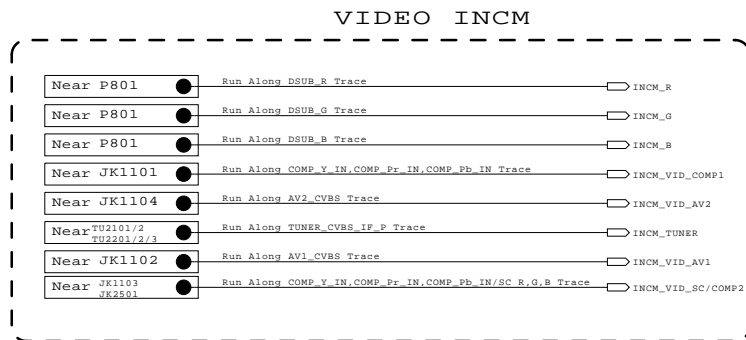 VIDEO INCM
Near P801 Run Along DSUB_R Trace INCM_R
Near P801 Run Along DSUB_G Trace INCM_G
Near P801 Run Along DSUB_B Trace INCM_B
Near JK1101 Run Along COMP_Y_IN,COMP_Pr_IN,COMP_Pb_IN Trace INCM_VID_COMP1
Near JK1104 Run Along AV2_CVBS Trace INCM_VID_AV2
Near TU2101/2 Run Along TUNER_CVBS_IF_P Trace INCM_TUNER
TU2201/2/3
Near JK1102 Run Along AV1_CVBS Trace INCM_VID_AV1
Near JK1103 Run Along COMP_Y_IN,COMP_Pr_IN,COMP_Pb_IN/SC R,G,B Trace INCM_VID_SC/COMP2
JK2501